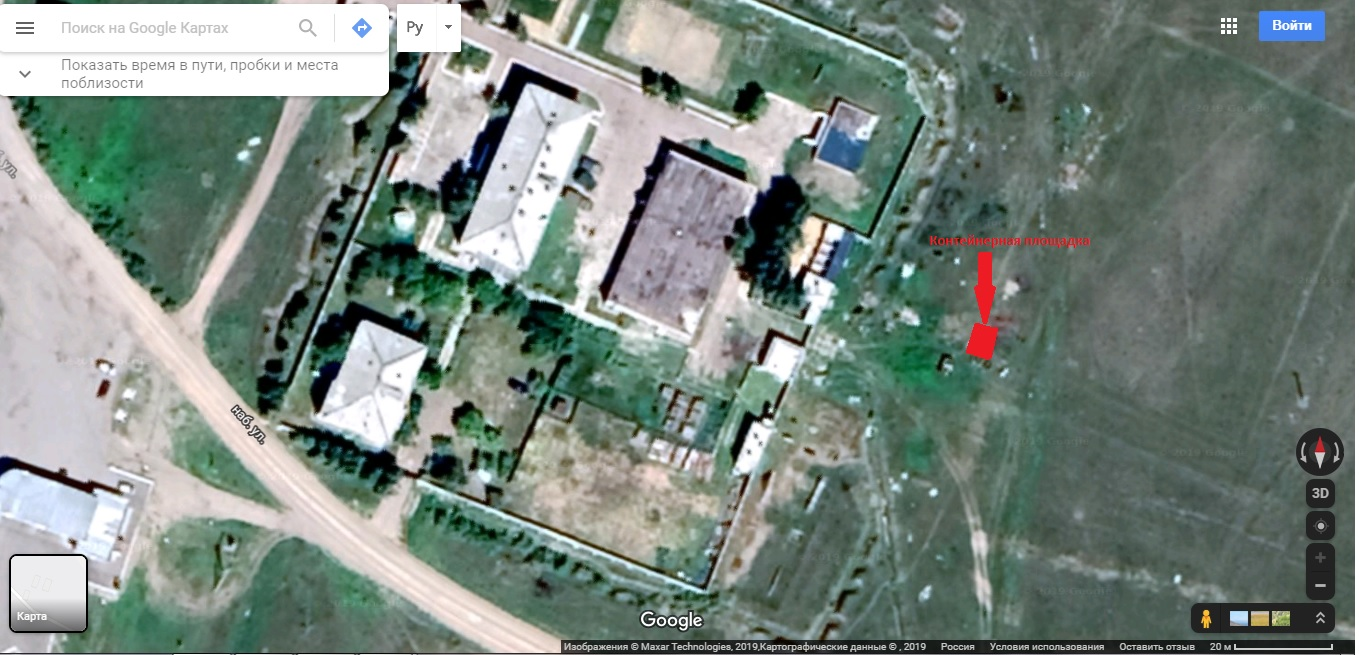 Поиск на Google Картах
Ру
Войти
Показать время в пути, пробки и места
поблизости
Контейнерная площадка
наб. ул.
3D
Карта
Google
Изображения © Maxar Technologies, 2019,Картографические данные © , 2019 Россия Условия использования Оставить отзыв 20 м